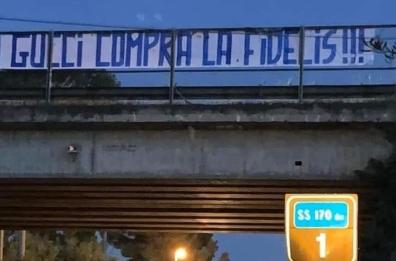 GUCCI COMPRA LA FIDELIS!!!
SS 170 dir
1